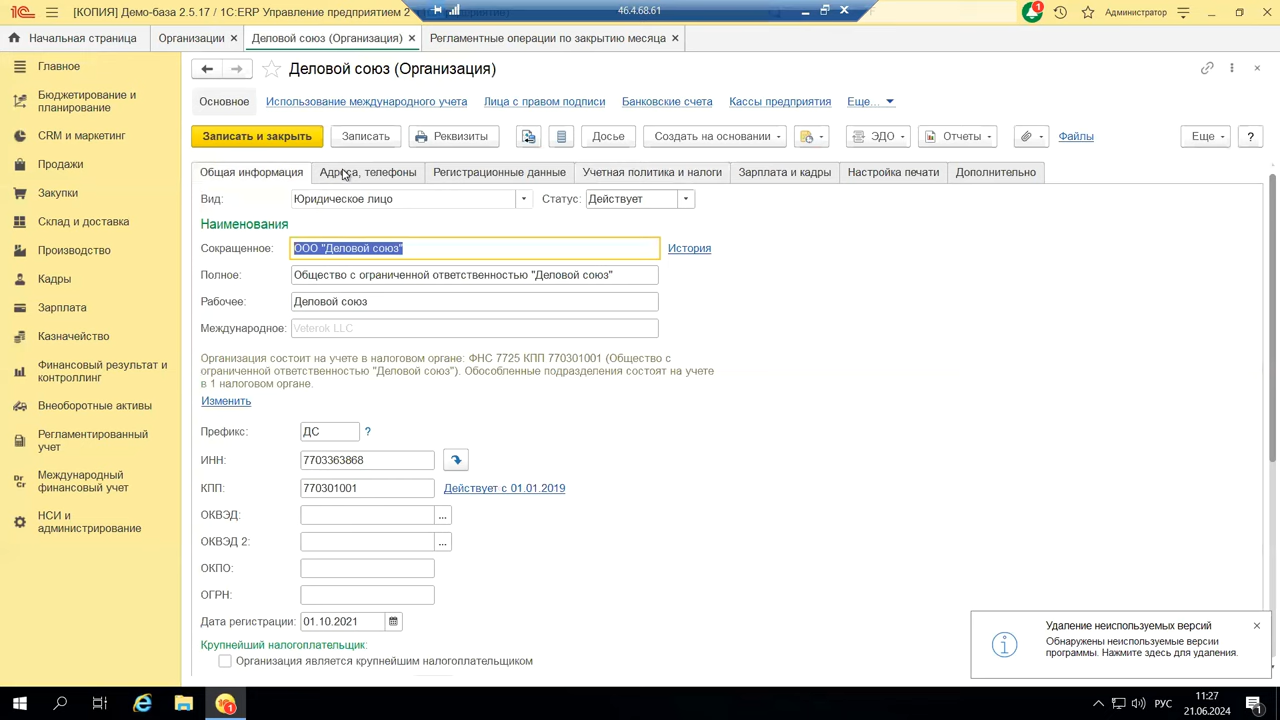 [КОПИЯ] Демо-база 2.5.17 / 1С:ERP Управление предприятием 2
46.4.68.61
1
Администратор
Начальная страница
Организации
Деловой союз (Организация)
Регламентные операции по закрытию месяца
Главное
Бюджетирование и
планирование
CRM и маркетинг
Продажи
Закупки
Склад и доставка
Производство
Кадры
Зарплата
Казначейство
Финансовый результат и
контроллинг
Внеоборотные активы
Регламентированный
учет
Международный
финансовый учет
НСИ и
администрирование
Деловой союз (Организация)
Основное
Использование международного учета
Лица с правом подписи
Банковские счета
Кассы предприятия
Еще...
Записать и закрыть
Записать
Реквизиты
Досье
Создать на основании
ЭДО
Отчеты
Файлы
Еще
?
Общая информация
Адреса, телефоны
Регистрационные данные
Учетная политика и налоги
Зарплата и кадры
Настройка печати
Дополнительно
Вид:
Юридическое лицо
Статус:
Действует
Наименования
Сокращенное:
ООО "Деловой союз"
История
Полное:
Общество с ограниченной ответственностью "Деловой союз"
Рабочее:
Деловой союз
Международное:
Veterok LLC
Организация состоит на учете в налоговом органе: ФНС 7725 КПП 770301001 (Общество с
ограниченной ответственностью "Деловой союз"). Обособленные подразделения состоят на учете
в 1 налоговом органе.
Изменить
Префикс:
ДС
?
ИНН:
7703363868
КПП:
770301001
Действует с 01.01.2019
ОКВЭД:
...
ОКВЭД 2:
...
ОКПО:
ОГРН:
Дата регистрации:
01.10.2021
Крупнейший налогоплательщик:
Организация является крупнейшим налогоплательщиком
Удаление неиспользуемых версий
Обнаружены неиспользуемые версии
программы. Нажмите здесь для удаления.
РУС
11:27
21.06.2024
1